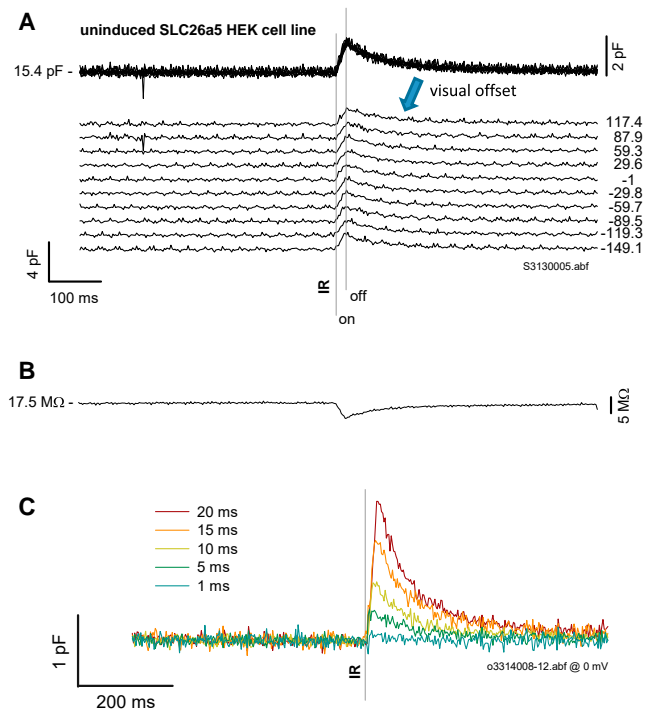 A
uninduced SLC26a5 HEK cell line
15.4 pF -
2 pF
visual offset
117.4
87.9
59.3
29.6
-1
-29.8
-59.7
-89.5
-119.3
-149.1
4 pF
100 ms
S3130005.abf
IR
off
on
B
17.5 MΩ -
5 MΩ
C
20 ms
15 ms
10 ms
5 ms
1 ms
1 pF
200 ms
IR
o3314008-12.abf @ 0 mV